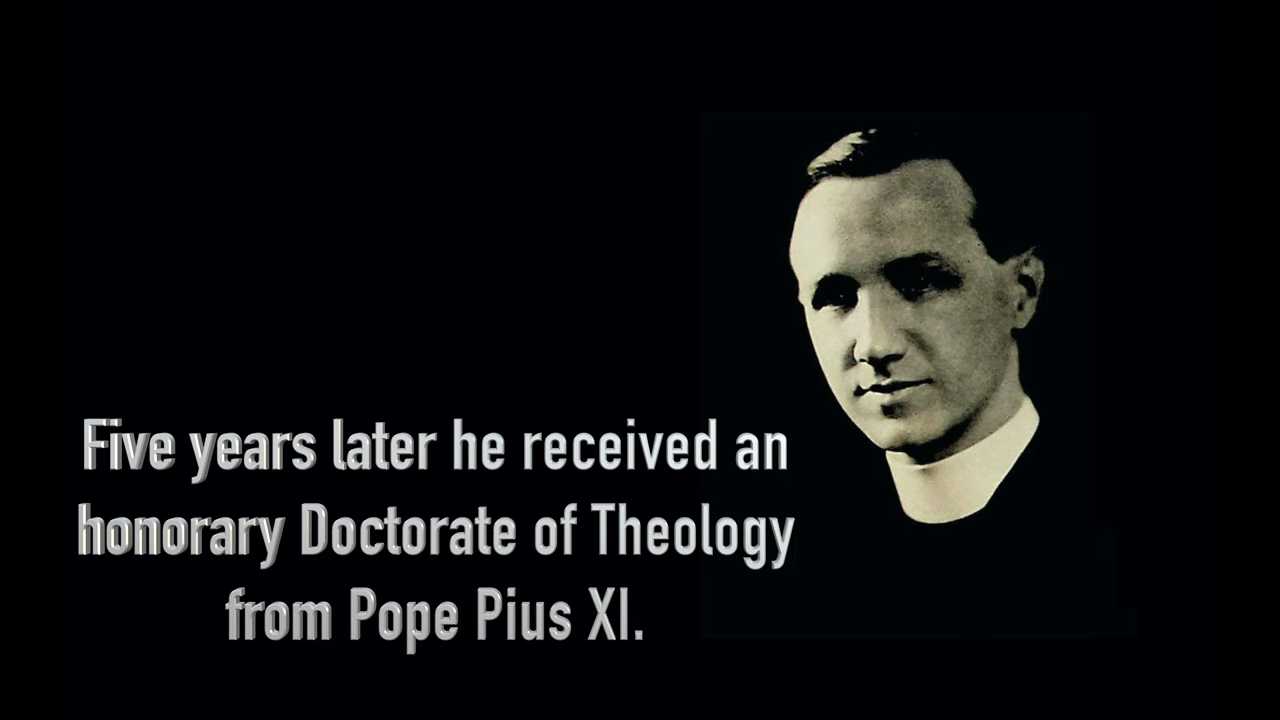 Five years later he received an
honorary Doctorate of Theology
from Pope Pius XI.